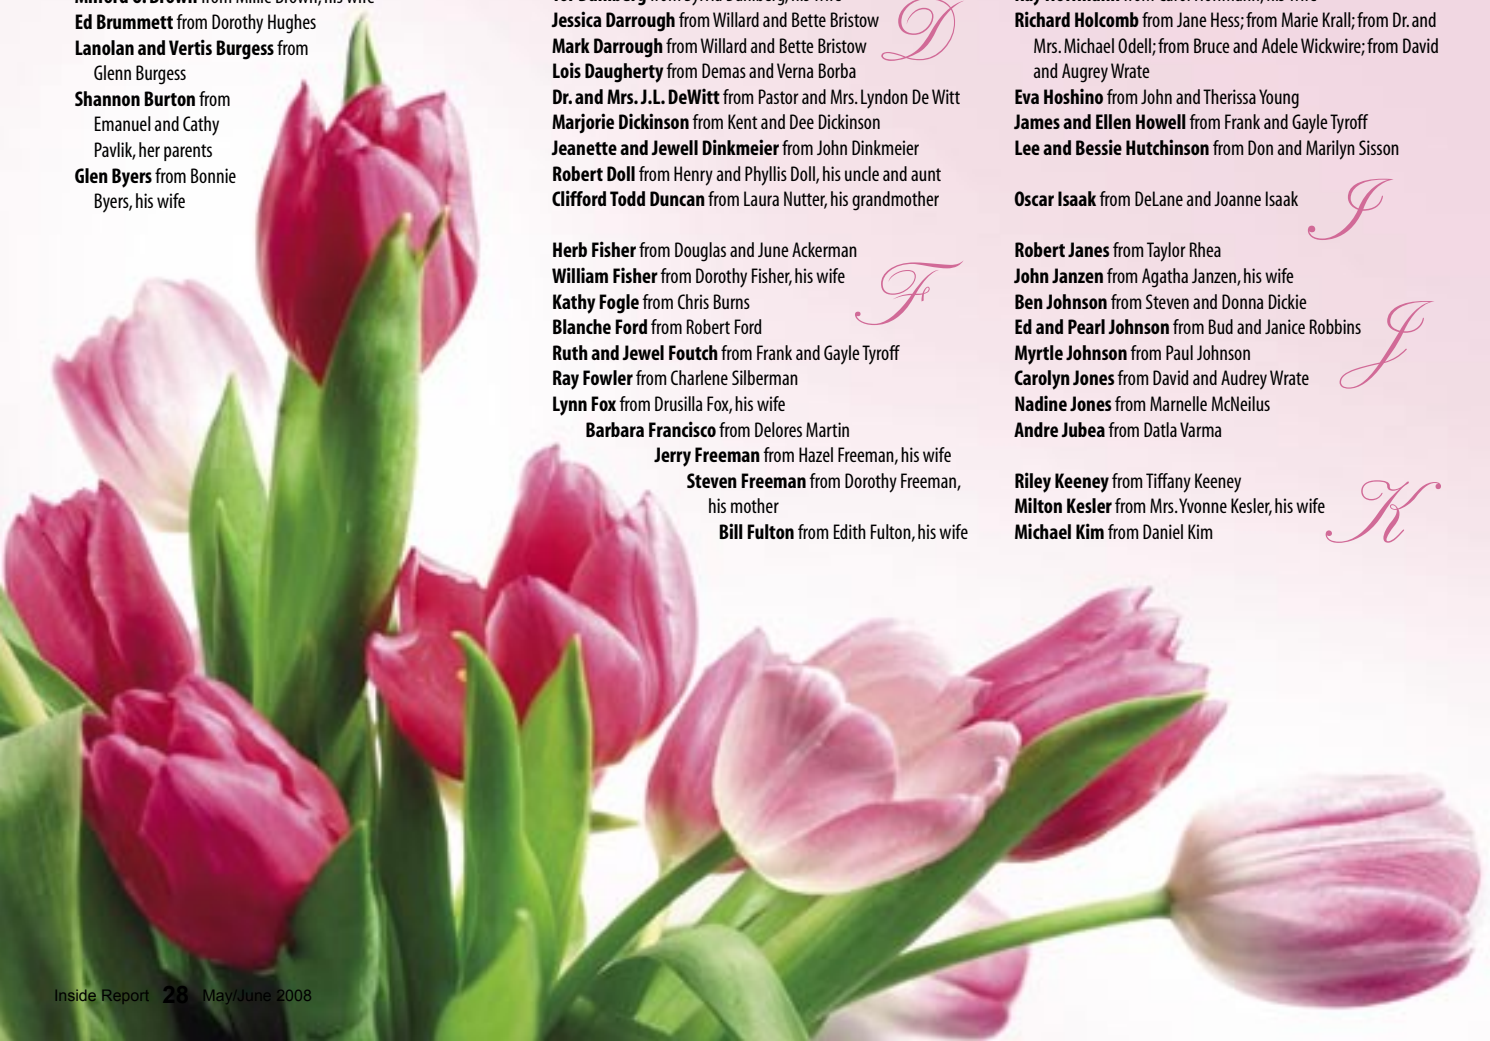 Ed Brummett from Dorothy Hughes
Lanolan and Vertis Burgess from
Glenn Burgess
Shannon Burton from
Emanuel and Cathy
Pavlik, her parents
Glen Byers from Bonnie
Byers, his wife
D
Jessica Darrough from Willard and Bette Bristow
Mark Darrough from Willard and Bette Bristow
Lois Daugherty from Demas and Verna Borba
Dr. and Mrs. J.L. DeWitt from Pastor and Mrs. Lyndon De Witt
Marjorie Dickinson from Kent and Dee Dickinson
Jeanette and Jewell Dinkmeier from John Dinkmeier
Robert Doll from Henry and Phyllis Doll, his uncle and aunt
Clifford Todd Duncan from Laura Nutter, his grandmother
F
Herb Fisher from Douglas and June Ackerman
William Fisher from Dorothy Fisher, his wife
Kathy Fogle from Chris Burns
Blanche Ford from Robert Ford
Ruth and Jewel Foutch from Frank and Gayle Tyroff
Ray Fowler from Charlene Silberman
Lynn Fox from Drusilla Fox, his wife
Barbara Francisco from Delores Martin
Jerry Freeman from Hazel Freeman, his wife
Steven Freeman from Dorothy Freeman,
his mother
Bill Fulton from Edith Fulton, his wife
Richard Holcomb from Jane Hess; from Marie Krall; from Dr. and
Mrs. Michael Odell; from Bruce and Adele Wickwire; from David
and Augrey Wrate
Eva Hoshino from John and Therissa Young
James and Ellen Howell from Frank and Gayle Tyroff
Lee and Bessie Hutchinson from Don and Marilyn Sisson
I
Oscar Isaak from DeLane and Joanne Isaak
J
Robert Janes from Taylor Rhea
John Janzen from Agatha Janzen, his wife
Ben Johnson from Steven and Donna Dickie
Ed and Pearl Johnson from Bud and Janice Robbins
Myrtle Johnson from Paul Johnson
Carolyn Jones from David and Audrey Wrate
Nadine Jones from Marnelle McNeilus
Andre Jubea from Datla Varma
K
Riley Keeney from Tiffany Keeney
Milton Kesler from Mrs. Yvonne Kesler, his wife
Michael Kim from Daniel Kim
Inside Report 28 May/June 2008